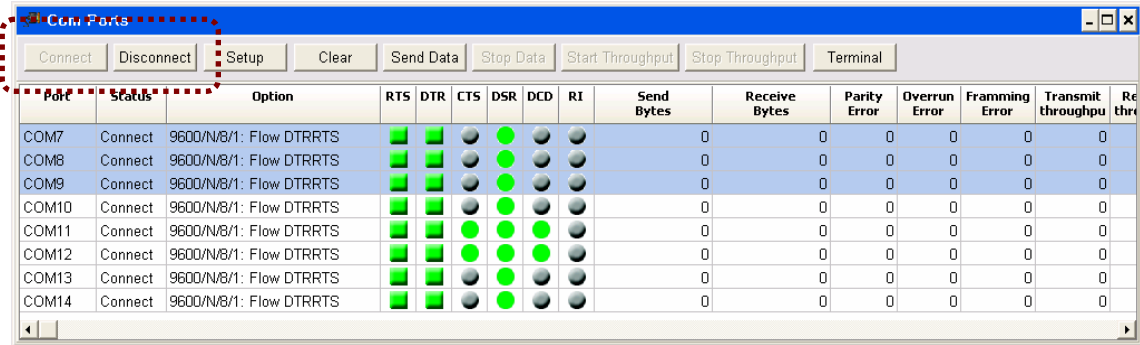 Com Ports
Connect Disconnect Setup Clear Send Data Stop Data Start Throughput Stop Throughput Terminal
Port Status Option RTS DTR CTS DSR DCD RI Send Bytes Receive Bytes Parity Error Overrun Error Framming Error Transmit throughpu Re thr
COM7 Connect 9600/N/8/1: Flow DTRRTS 0 0 0 0 0 0
COM8 Connect 9600/N/8/1: Flow DTRRTS 0 0 0 0 0 0
COM9 Connect 9600/N/8/1: Flow DTRRTS 0 0 0 0 0 0
COM10 Connect 9600/N/8/1: Flow DTRRTS 0 0 0 0 0 0
COM11 Connect 9600/N/8/1: Flow DTRRTS 0 0 0 0 0 0
COM12 Connect 9600/N/8/1: Flow DTRRTS 0 0 0 0 0 0
COM13 Connect 9600/N/8/1: Flow DTRRTS 0 0 0 0 0 0
COM14 Connect 9600/N/8/1: Flow DTRRTS 0 0 0 0 0 0